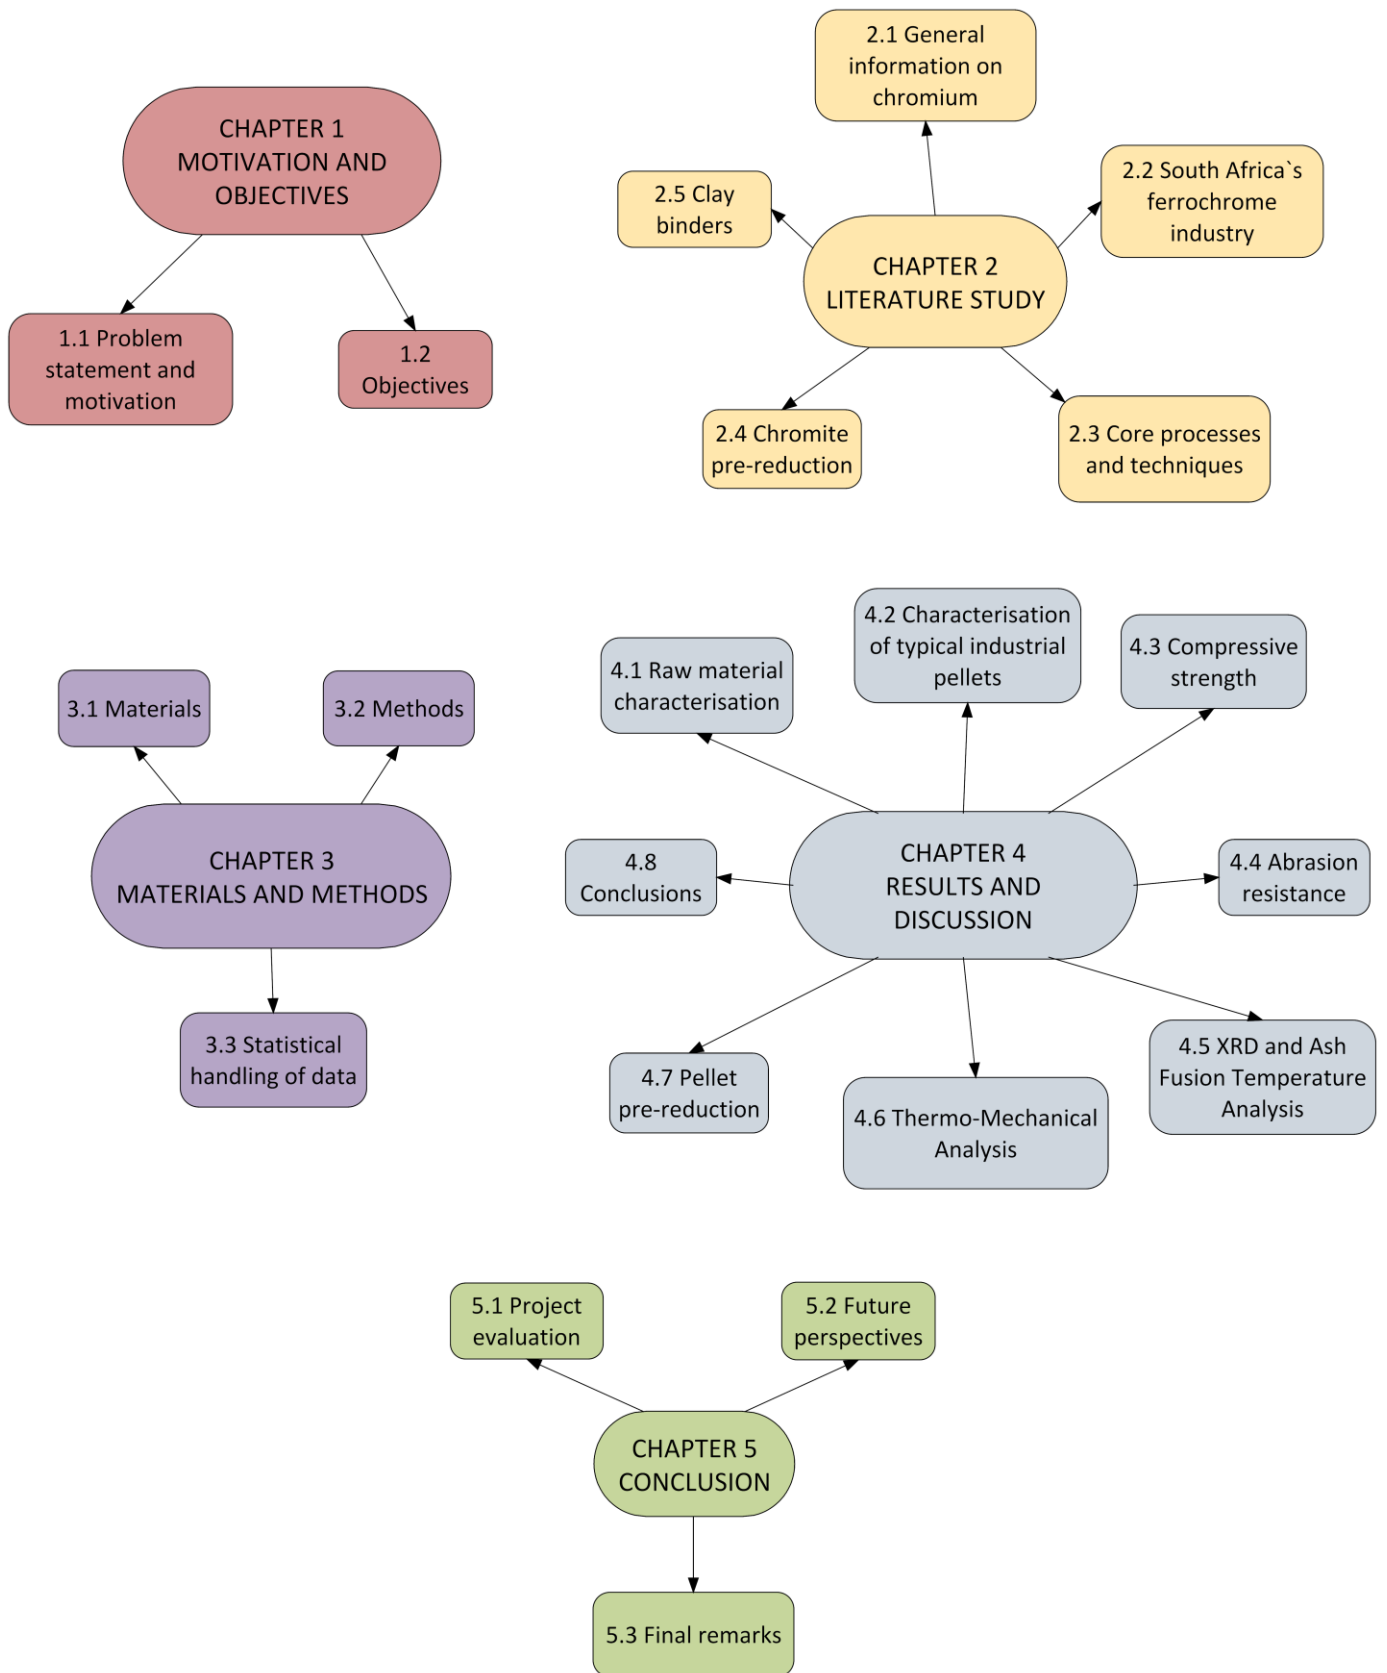 CHAPTER 1
MOTIVATION AND
OBJECTIVES
1.1 Problem
statement and
motivation
1.2
Objectives
CHAPTER 2
LITERATURE STUDY
2.1 General
information on
chromium
2.2 South Africa`s
ferrochrome
industry
2.3 Core processes
and techniques
2.4 Chromite
pre-reduction
2.5 Clay
binders
CHAPTER 3
MATERIALS AND METHODS
3.1 Materials
3.2 Methods
3.3 Statistical
handling of data
CHAPTER 4
RESULTS AND
DISCUSSION
4.1 Raw material
characterisation
4.2 Characterisation
of typical industrial
pellets
4.3 Compressive
strength
4.4 Abrasion
resistance
4.5 XRD and Ash
Fusion Temperature
Analysis
4.6 Thermo-Mechanical
Analysis
4.7 Pellet
pre-reduction
4.8
Conclusions
CHAPTER 5
CONCLUSION
5.1 Project
evaluation
5.2 Future
perspectives
5.3 Final remarks